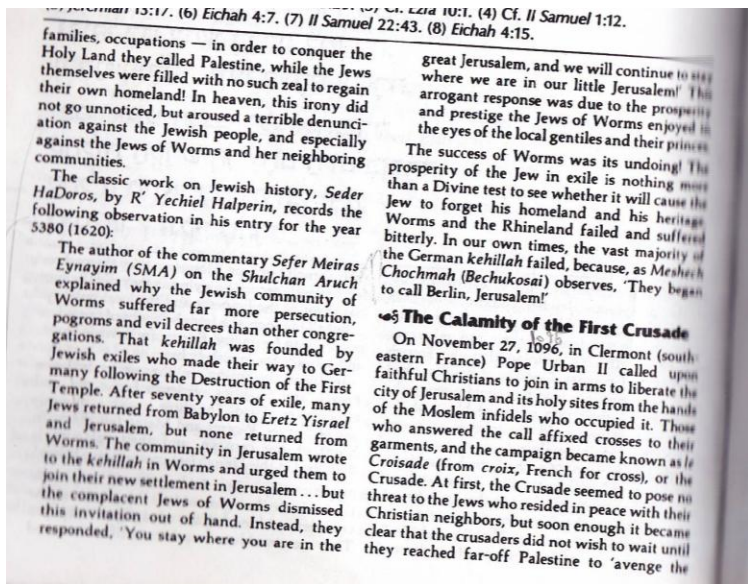 Jeremiah 13:17. (6) Eichah 4:7. (7) II Samuel 22:43. (8) Eichah 4:15.
Cf. Ezra 10:1. (4) Cf. II Samuel 1:12.
families, occupations — in order to conquer the
Holy Land they called Palestine, while the Jews
themselves were filled with no such zeal to regain
their own homeland! In heaven, this irony did
not go unnoticed, but aroused a terrible denunci-
ation against the Jewish people, and especially
against the Jews of Worms and her neighboring
communities.
The classic work on Jewish history, Seder
HaDoros, by R' Yechiel Halperin, records the
following observation in his entry for the year
5380 (1620):
The author of the commentary Sefer Meiras
Eynayim (SMA) on the Shulchan Aruch
explained why the Jewish community of
Worms suffered far more persecution,
pogroms and evil decrees than other congre-
gations. That kehillah was founded by
Jewish exiles who made their way to Ger-
many following the Destruction of the First
Temple. After seventy years of exile, many
Jews returned from Babylon to Eretz Yisrael
and Jerusalem, but none returned from
Worms. The community in Jerusalem wrote
to the kehillah in Worms and urged them to
join their new settlement in Jerusalem . . . but
the complacent Jews of Worms dismissed
this invitation out of hand. Instead, they
responded, 'You stay where you are in the
great Jerusalem, and we will continue to stay
where we are in our little Jerusalem!' This
arrogant response was due to the prosperity
and prestige the Jews of Worms enjoyed in
the eyes of the local gentiles and their princes.
The success of Worms was its undoing! The
prosperity of the Jew in exile is nothing more
than a Divine test to see whether it will cause the
Jew to forget his homeland and his heritage.
Worms and the Rhineland failed and suffered
bitterly. In our own times, the vast majority of
the German kehillah failed, because, as Meshech
Chochmah (Bechukosai) observes, 'They began
to call Berlin, Jerusalem!'
The Calamity of the First Crusade
1096
On November 27, 1096, in Clermont (south-
eastern France) Pope Urban II called upon
faithful Christians to join in arms to liberate the
city of Jerusalem and its holy sites from the hands
of the Moslem infidels who occupied it. Those
who answered the call affixed crosses to their
garments, and the campaign became known as le
Croisade (from croix, French for cross), or the
Crusade. At first, the Crusade seemed to pose no
threat to the Jews who resided in peace with their
Christian neighbors, but soon enough it became
clear that the crusaders did not wish to wait until
they reached far-off Palestine to 'avenge the